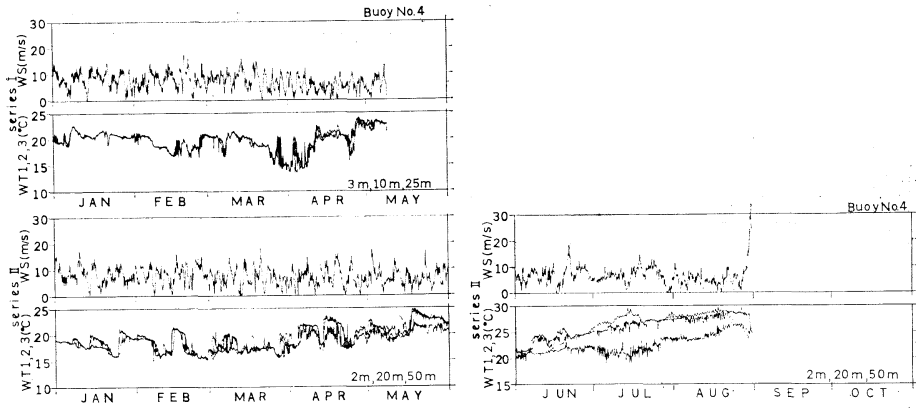 Buoy No.4
30
20
10
0
WS(m/s)
series I
25
20
15
10
WT1,2,3(°C)
3m,10m,25m
JAN FEB MAR APR MAY
30
20
10
0
WS(m/s)
series II
25
20
15
10
WT1,2,3(°C)
2m,20m,50m
JAN FEB MAR APR MAY
Buoy No4
30
20
10
0
WS(m/s)
series II
30
25
20
15
WT1,2,3(°C)
2m,20m,50m
JUN JUL AUG SEP OCT